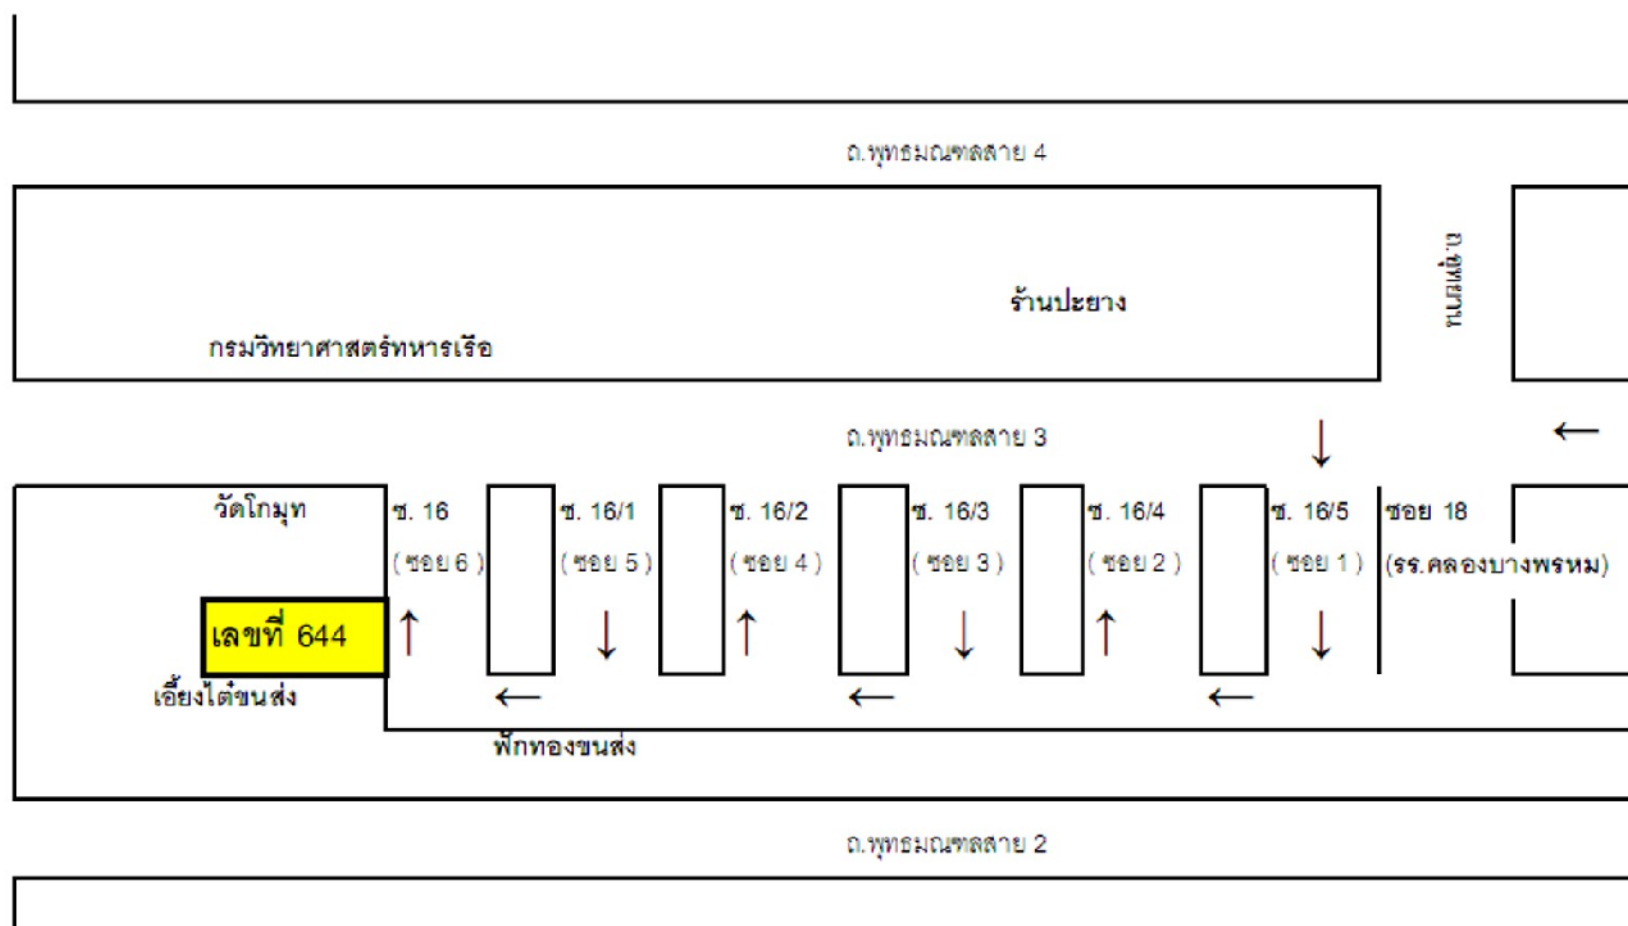 ถ.พุทธมณฑลสาย 4
ถ.อุทยาน
ร้านปะยาง
กรมวิทยาศาสตร์ทหารเรือ
ถ.พุทธมณฑลสาย 3
วัดโกมุท
ซ. 16
ซ. 16/1
ซ. 16/2
ซ. 16/3
ซ. 16/4
ซ. 16/5
ซอย 18
( ซอย 6 )
( ซอย 5 )
( ซอย 4 )
( ซอย 3 )
( ซอย 2 )
( ซอย 1 )
(รร.คลองบางพรหม)
เลขที่ 644
เอี้ยงไต๋ขนส่ง
ฟักทองขนส่ง
ถ.พุทธมณฑลสาย 2